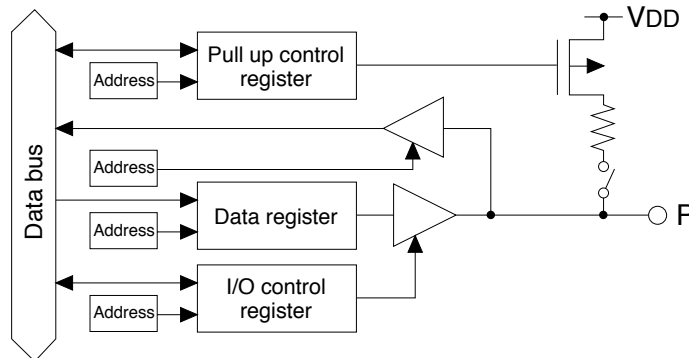 VDD
Pull up control
register
Address
Address
Data bus
Data register
Address
P
I/O control
register
Address